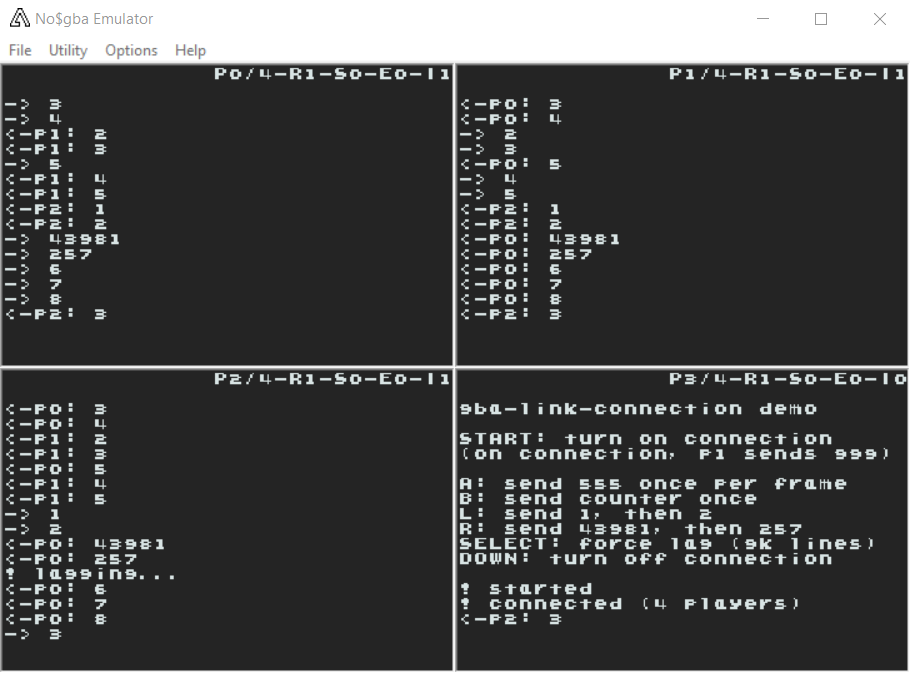 No$gba Emulator
File Utility Options Help
P0/4-R1-S0-E0-I1
-> 3
-> 4
<-P1: 2
<-P1: 3
-> 5
<-P1: 4
<-P1: 5
<-P2: 1
<-P2: 2
-> 43981
-> 257
-> 6
-> 7
-> 8
<-P2: 3
P1/4-R1-S0-E0-I1
<-P0: 3
<-P0: 4
-> 2
-> 3
<-P0: 5
-> 4
-> 5
<-P2: 1
<-P2: 2
<-P0: 43981
<-P0: 257
<-P0: 6
<-P0: 7
<-P0: 8
<-P2: 3
P2/4-R1-S0-E0-I1
<-P0: 3
<-P0: 4
<-P1: 2
<-P1: 3
<-P0: 5
<-P1: 4
<-P1: 5
-> 1
-> 2
<-P0: 43981
<-P0: 257
! lagging...
<-P0: 6
<-P0: 7
<-P0: 8
-> 3
P3/4-R1-S0-E0-I0
gba-link-connection demo
START: turn on connection
(on connection, P1 sends 999)
A: send 555 once per frame
B: send counter once
L: send 1, then 2
R: send 43981, then 257
SELECT: force lag (9k lines)
DOWN: turn off connection
! started
! connected (4 players)
<-P2: 3